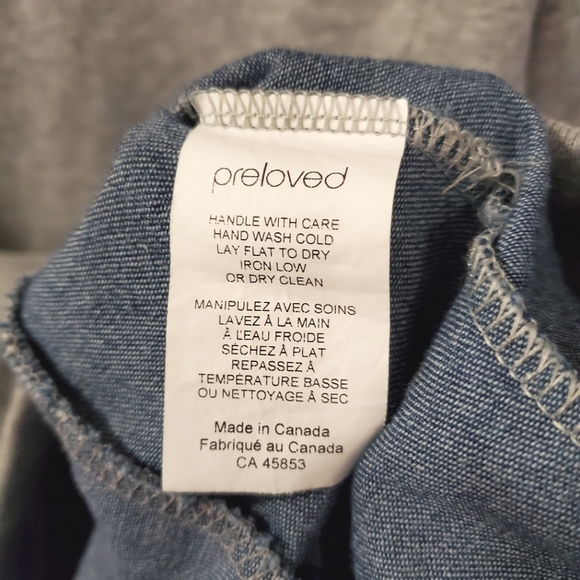 preloved
HANDLE WITH CARE
HAND WASH COLD
LAY FLAT TO DRY
IRON LOW
OR DRY CLEAN
MANIPULEZ AVEC SOINS
LAVEZ À LA MAIN
À L'EAU FROIDE
SÉCHEZ À PLAT
REPASSEZ À
TEMPÉRATURE BASSE
OU NETTOYAGE À SEC
Made in Canada
Fabriqué au Canada
CA 45853